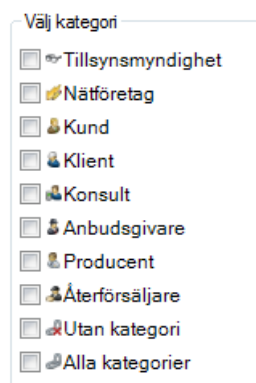 Välj kategori
Tillsynsmyndighet
Nätföretag
Kund
Klient
Konsult
Anbudsgivare
Producent
Återförsäljare
Utan kategori
Alla kategorier